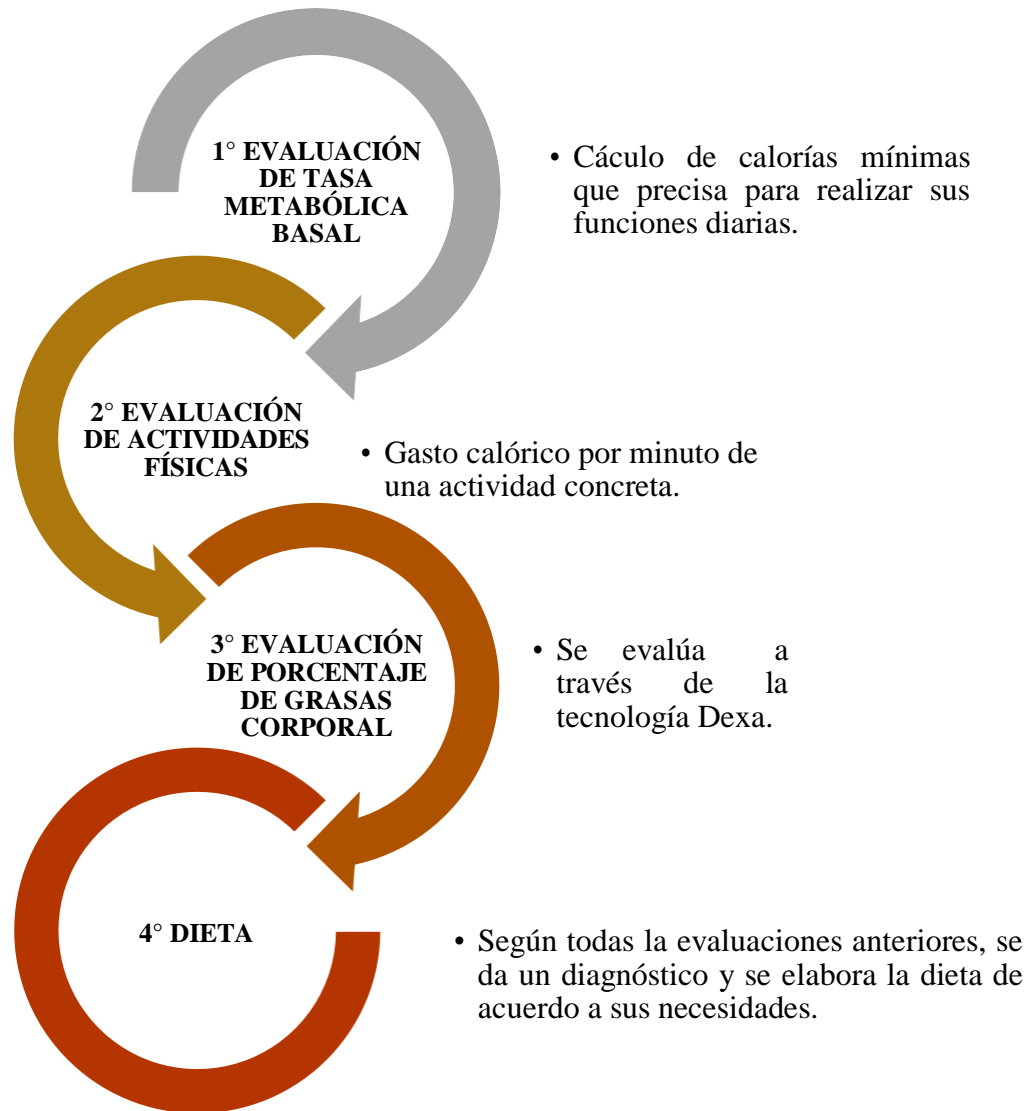 1° EVALUACIÓN
DE TASA
METABÓLICA
BASAL
• Cáculo de calorías mínimas
que precisa para realizar sus
funciones diarias.
2° EVALUACIÓN
DE ACTIVIDADES
FÍSICAS
• Gasto calórico por minuto de
una actividad concreta.
3° EVALUACIÓN
DE PORCENTAJE
DE GRASAS
CORPORAL
• Se evalúa a
través de la
tecnología Dexa.
4° DIETA
• Según todas la evaluaciones anteriores, se
da un diagnóstico y se elabora la dieta de
acuerdo a sus necesidades.